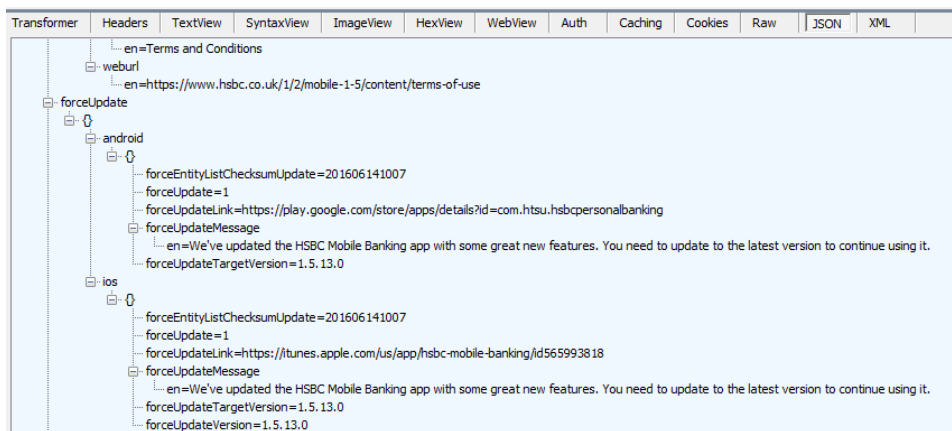 Transformer Headers TextView SyntaxView ImageView HexView WebView Auth Caching Cookies Raw JSON XML
en=Terms and Conditions
weburl
en=https://www.hsbc.co.uk/1/2/mobile-1-5/content/terms-of-use
forceUpdate
{}
android
{}
forceEntityListChecksumUpdate=201606141007
forceUpdate=1
forceUpdateLink=https://play.google.com/store/apps/details?id=com.htsu.hsbcpersonalbanking
forceUpdateMessage
en=We've updated the HSBC Mobile Banking app with some great new features. You need to update to the latest version to continue using it.
forceUpdateTargetVersion=1.5.13.0
ios
{}
forceEntityListChecksumUpdate=201606141007
forceUpdate=1
forceUpdateLink=https://itunes.apple.com/us/app/hsbc-mobile-banking/id565993818
forceUpdateMessage
en=We've updated the HSBC Mobile Banking app with some great new features. You need to update to the latest version to continue using it.
forceUpdateTargetVersion=1.5.13.0
forceUpdateVersion=1.5.13.0